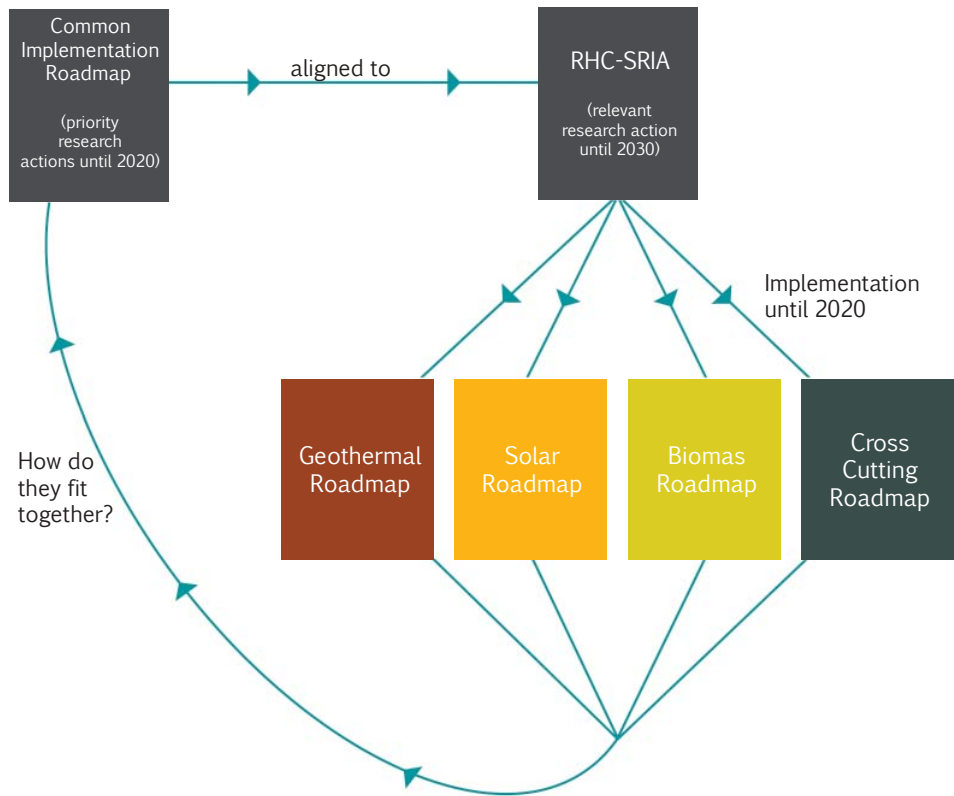 Common
Implementation
Roadmap
(priority
research
actions until 2020)
aligned to
RHC-SRIA
(relevant
research action
until 2030)
Implementation
until 2020
Geothermal
Roadmap
Solar
Roadmap
Biomas
Roadmap
Cross
Cutting
Roadmap
How do
they fit
together?